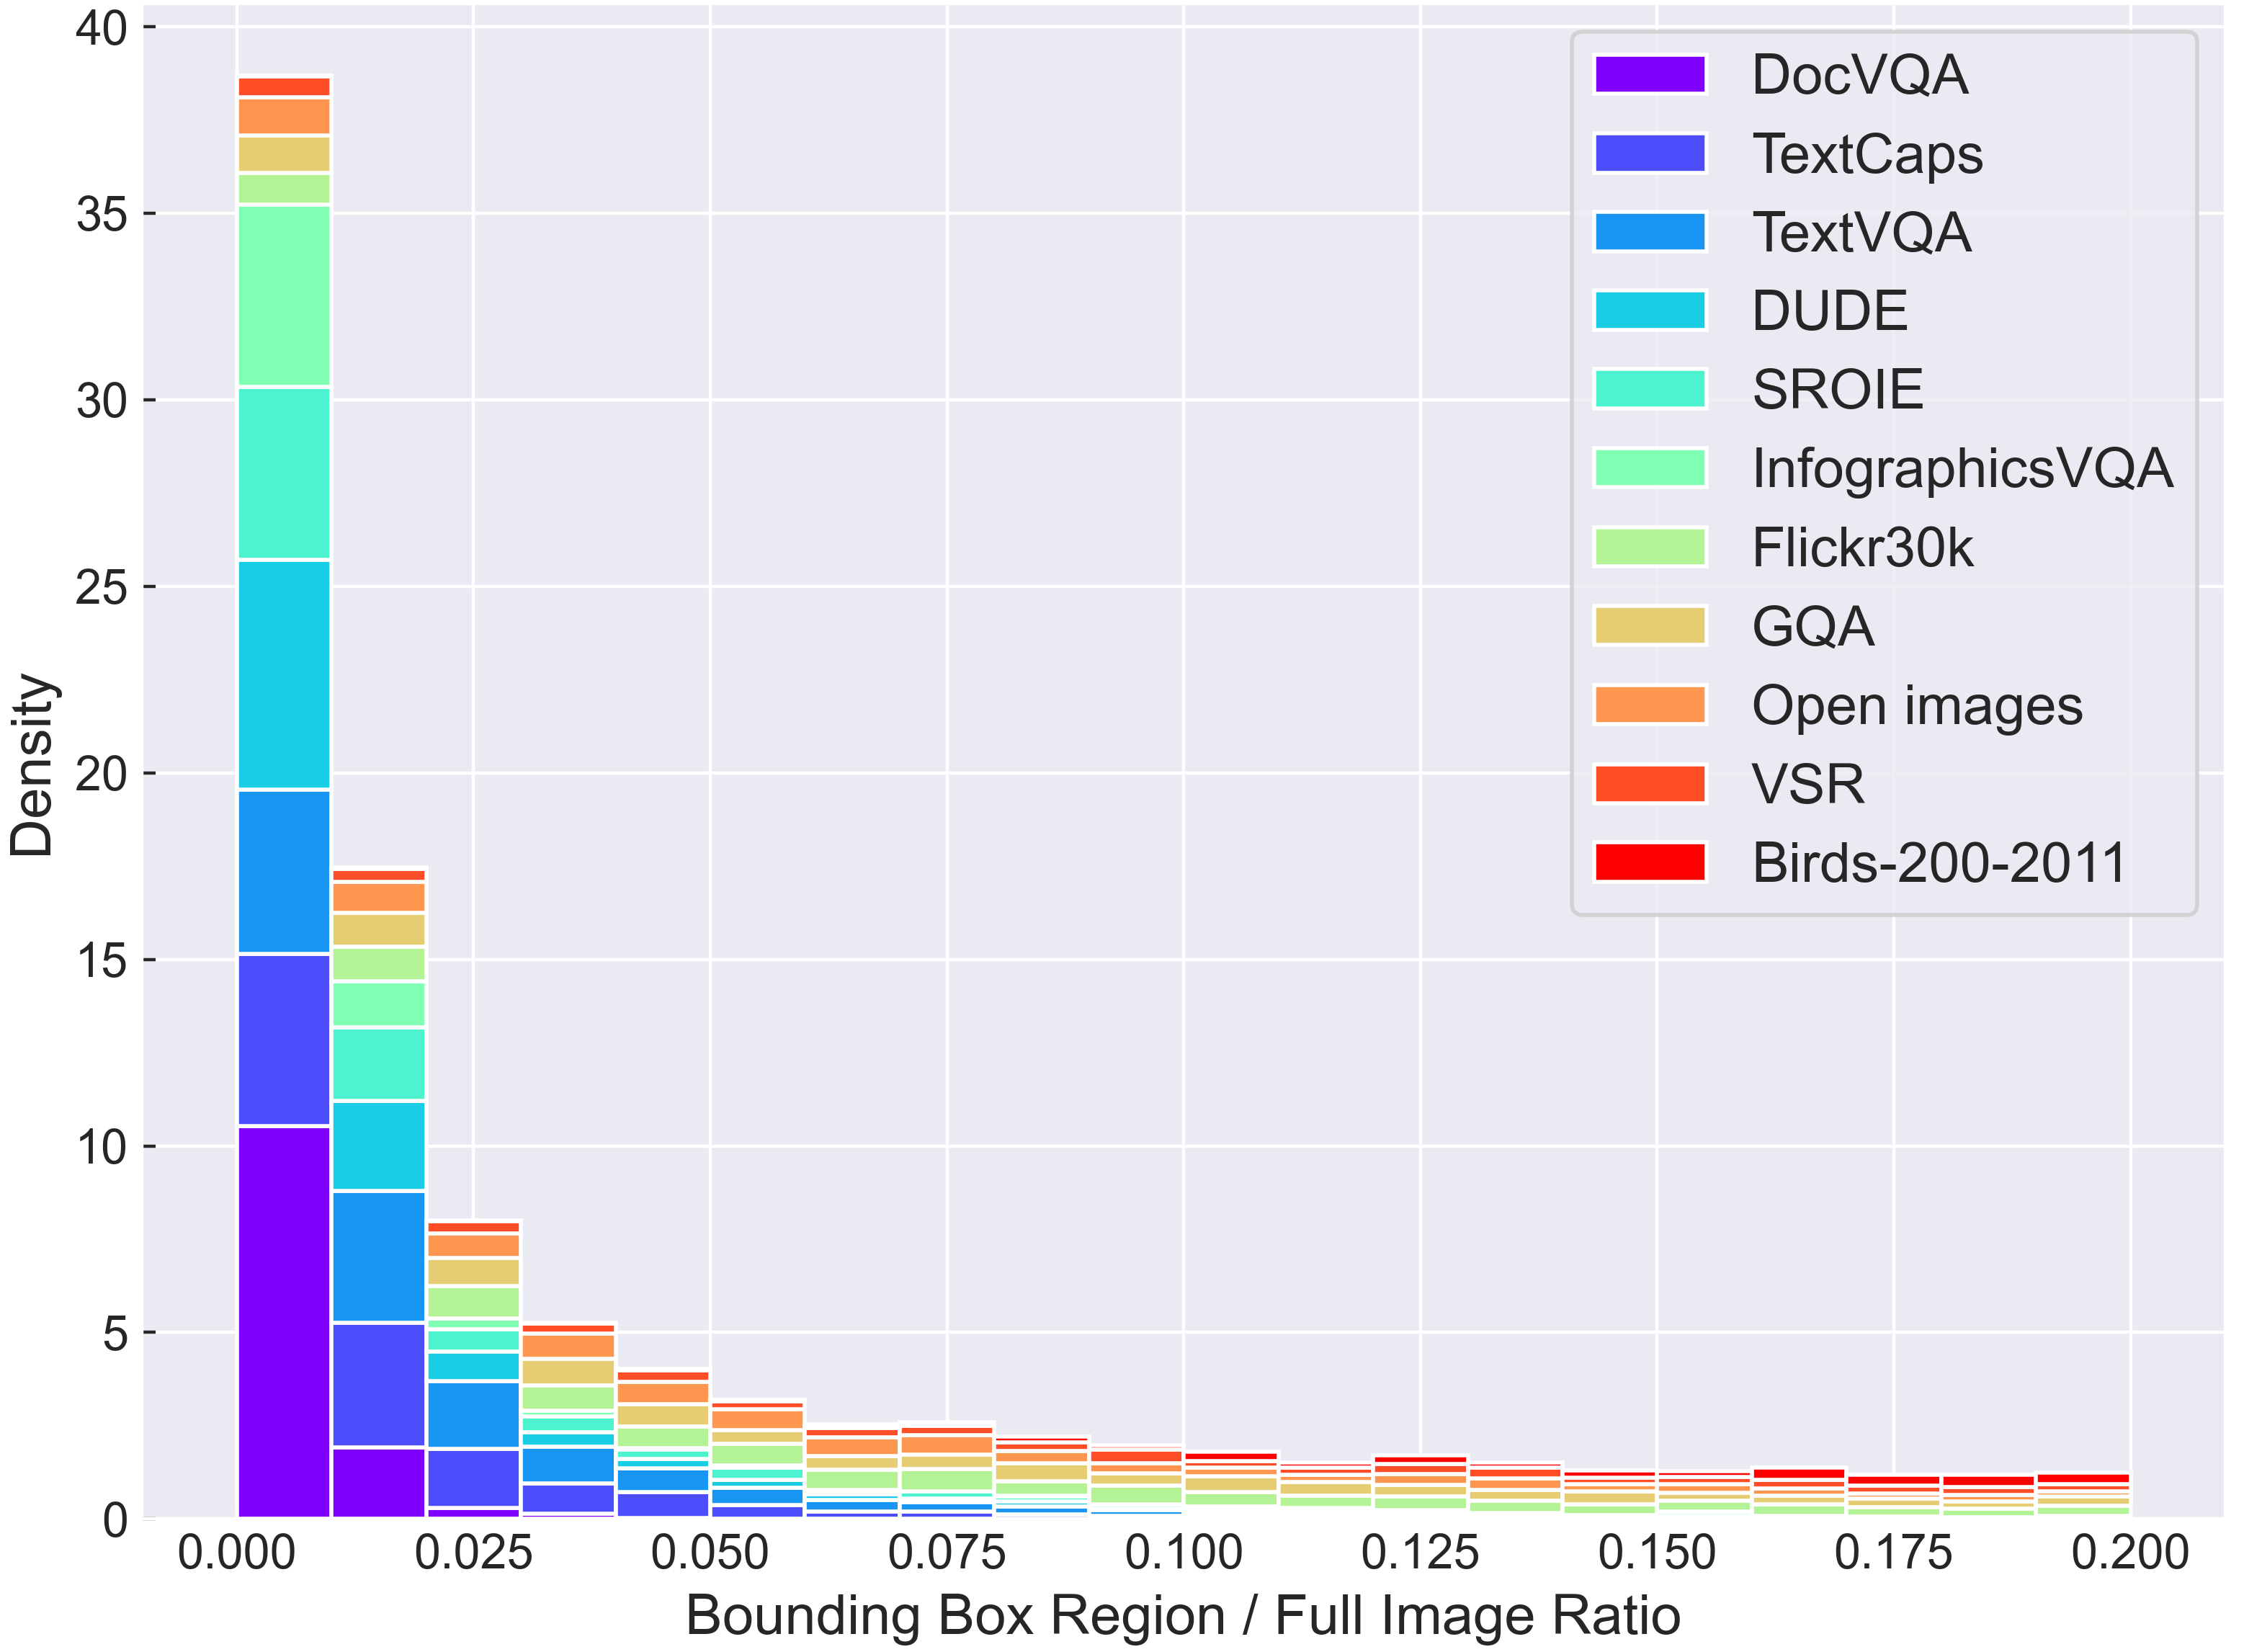 40
35
30
25
20
15
10
5
0
Density
DocVQA
TextCaps
TextVQA
DUDE
SROIE
InfographicsVQA
Flickr30k
GQA
Open images
VSR
Birds-200-2011
0.000 0.025 0.050 0.075 0.100 0.125 0.150 0.175 0.200
Bounding Box Region / Full Image Ratio